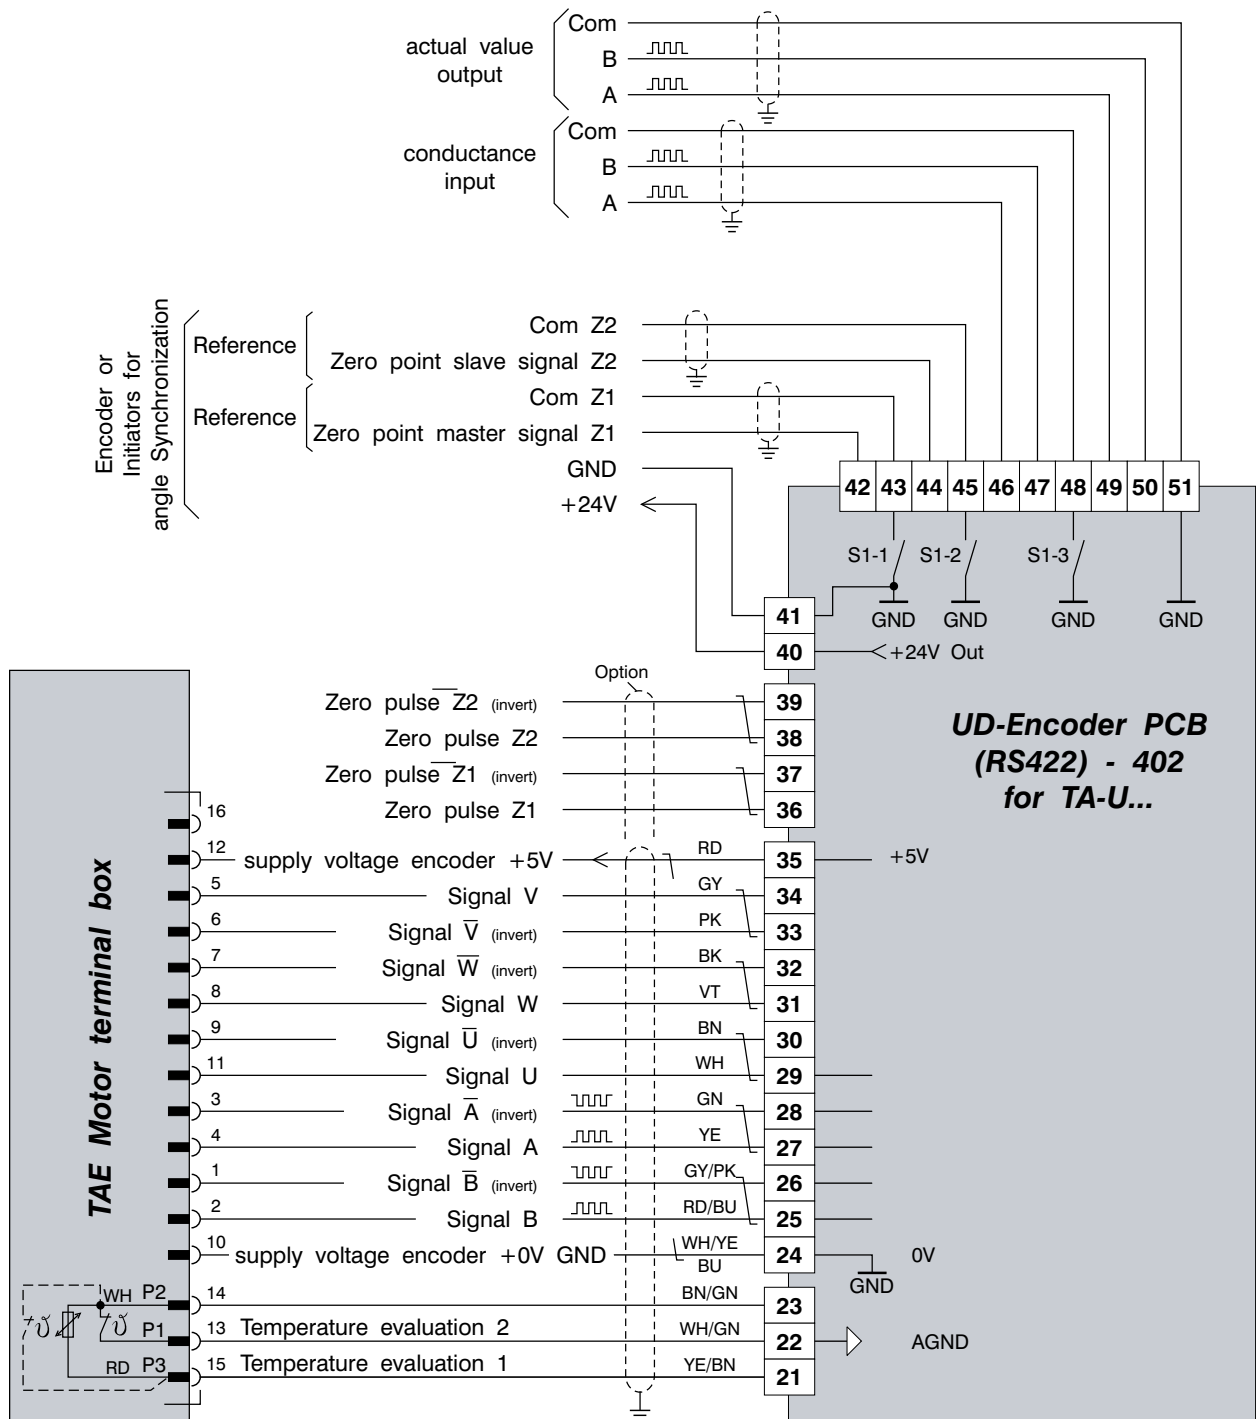 Com
actual value
output
B
A
Com
conductance
input
B
A
Encoder or
Initiators for
angle Synchronization
Reference
Com Z2
Zero point slave signal Z2
Reference
Com Z1
Zero point master signal Z1
GND
+24V
42 43 44 45 46 47 48 49 50 51
S1-1 S1-2 S1-3
GND GND GND GND
41
40 +24V Out
Option
UD-Encoder PCB
(RS422) - 402
for TA-U...
Zero pulse Z̅2̅ (invert) 39
Zero pulse Z2 38
Zero pulse Z̅1̅ (invert) 37
Zero pulse Z1 36
TAE Motor terminal box
16
12 supply voltage encoder +5V RD 35 +5V
5 Signal V GY 34
6 Signal V̅ (invert) PK 33
7 Signal W̅ (invert) BK 32
8 Signal W VT 31
9 Signal U̅ (invert) BN 30
11 Signal U WH 29
3 Signal A̅ (invert) GN 28
4 Signal A YE 27
1 Signal B̅ (invert) GY/PK 26
2 Signal B RD/BU 25
10 supply voltage encoder +0V GND WH/YE 24 0V
BU
GND
WH P2 14 BN/GN 23
+ϑ ϑ P1 13 Temperature evaluation 2 WH/GN 22 AGND
RD P3 15 Temperature evaluation 1 YE/BN 21